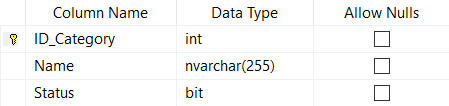 Column Name Data Type Allow Nulls
ID_Category int
Name nvarchar(255)
Status bit